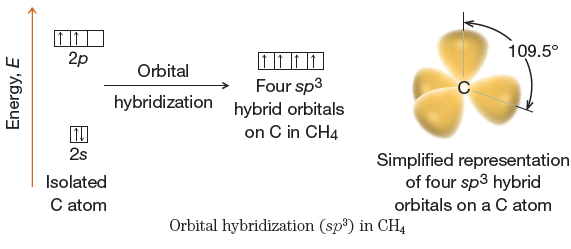 Energy, E
2p
2s
Isolated
C atom
Orbital
hybridization
Four sp³
hybrid orbitals
on C in CH4
C
109.5°
Simplified representation
of four sp³ hybrid
orbitals on a C atom
Orbital hybridization (sp³) in CH₄